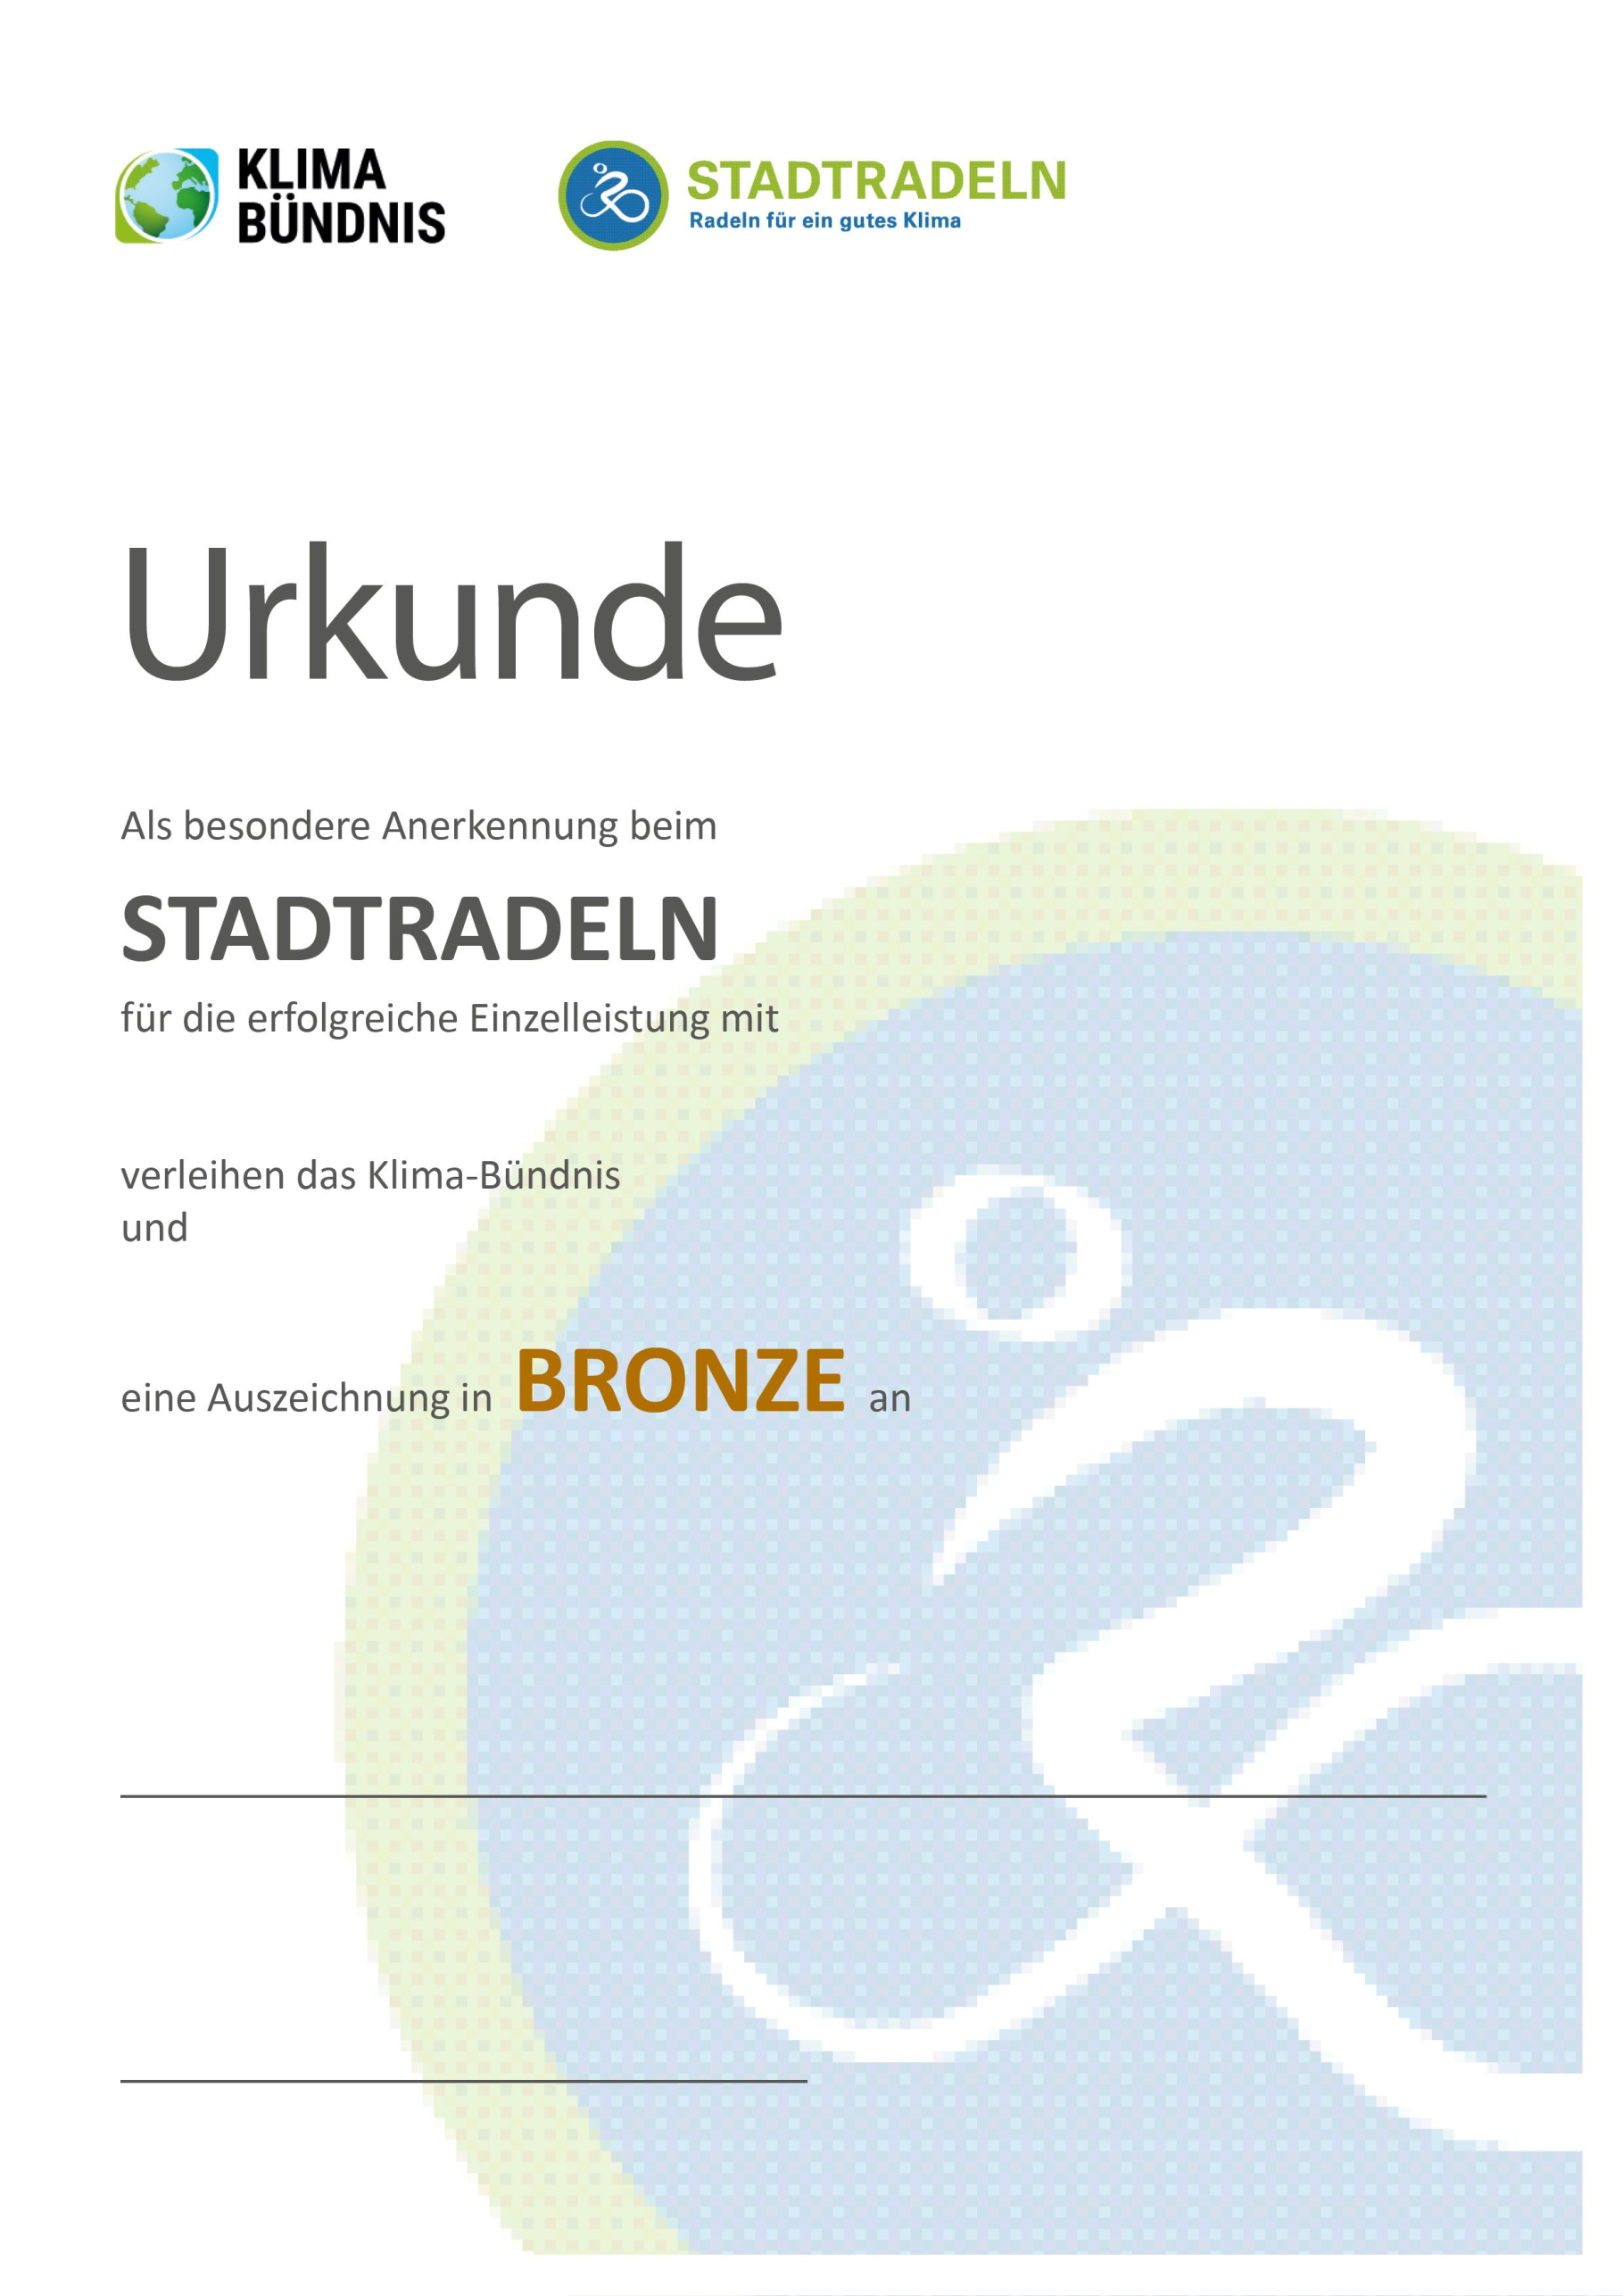 KLIMA
BÜNDNIS
STADTRADELN
Radeln für ein gutes Klima
Urkunde
Als besondere Anerkennung beim
STADTRADELN
für die erfolgreiche Einzelleistung mit
verleihen das Klima-Bündnis
und
eine Auszeichnung in BRONZE an